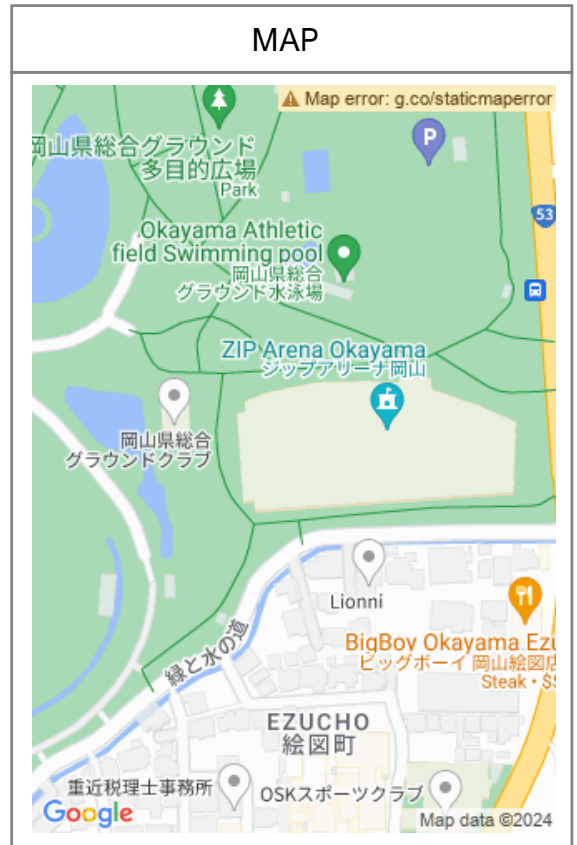 MAP
Map error: g.co/staticmaperror
岡山県総合グラウンド
多目的広場
Park
P
53
Okayama Athletic
field Swimming pool
岡山県総合
グラウンド水泳場
ZIP Arena Okayama
ジップアリーナ岡山
岡山県総合
グラウンドクラブ
Lionni
緑と水の道
BigBoy Okayama Ezu
ビッグボーイ 岡山絵図店
Steak • $$
EZUCHO
絵図町
重近税理士事務所
OSKスポーツクラブ
Google
Map data ©2024